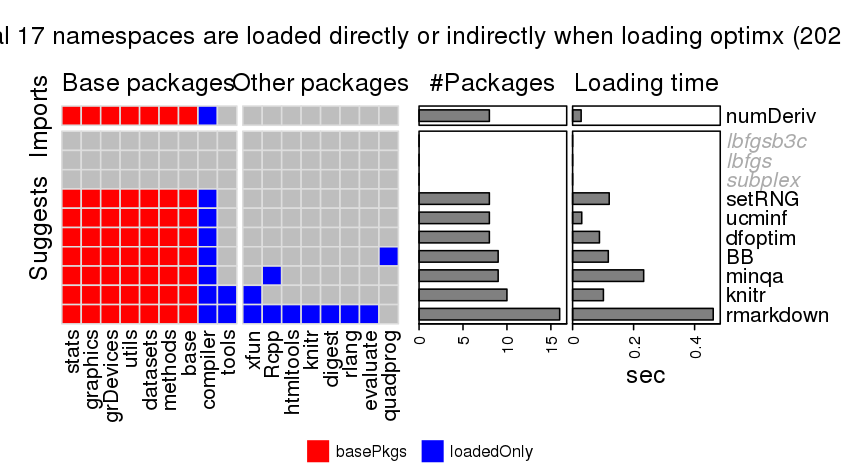 al 17 namespaces are loaded directly or indirectly when loading optimx (202
Base packages Other packages #Packages Loading time
Imports
numDeriv
Suggests
lbfgsb3c
lbfgs
subplex
setRNG
ucminf
dfoptim
BB
minqa
knitr
rmarkdown
stats
graphics
grDevices
utils
datasets
methods
base
compiler
tools
xfun
Rcpp
htmltools
knitr
digest
rlang
evaluate
quadprog
0 5 10 15
0 0.2 0.4
sec
basePkgs loadedOnly